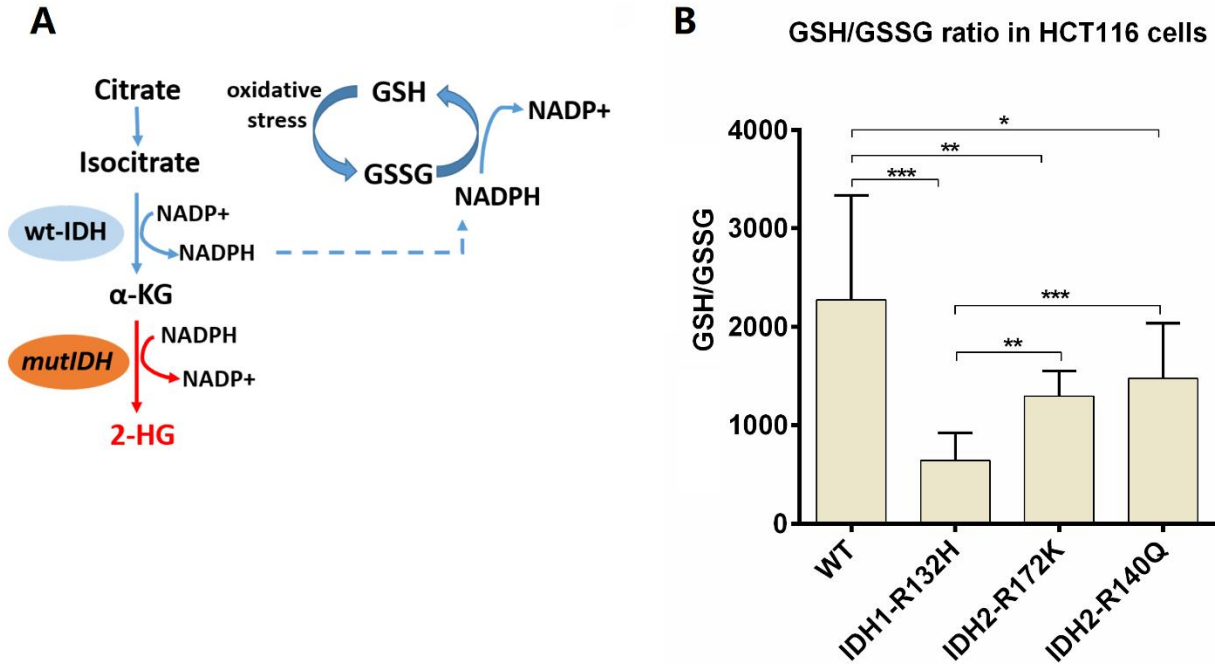 A
Citrate
Isocitrate
wt-IDH
NADP+
NADPH
α-KG
mutIDH
NADPH
NADP+
2-HG
oxidative
stress
GSH
GSSG
NADPH
NADP+
B
GSH/GSSG ratio in HCT116 cells
GSH/GSSG
4000
3000
2000
1000
0
*
**
***
***
**
WT
IDH1-R132H
IDH2-R172K
IDH2-R140Q